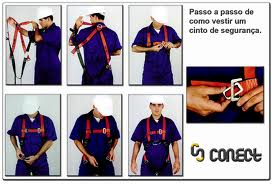 Passo a passo de
como vestir um
cinto de segurança.
CONECT